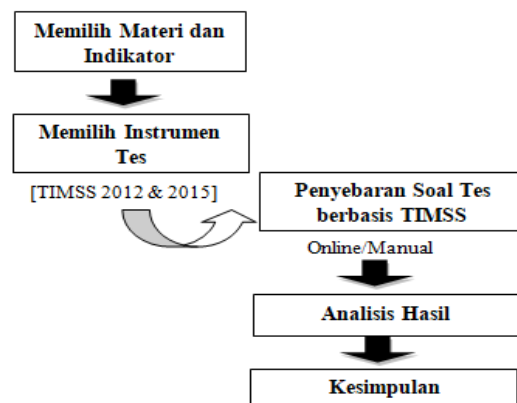 Memilih Materi dan
Indikator
Memilih Instrumen
Tes
[TIMSS 2012 & 2015]
Penyebaran Soal Tes
berbasis TIMSS
Online/Manual
Analisis Hasil
Kesimpulan